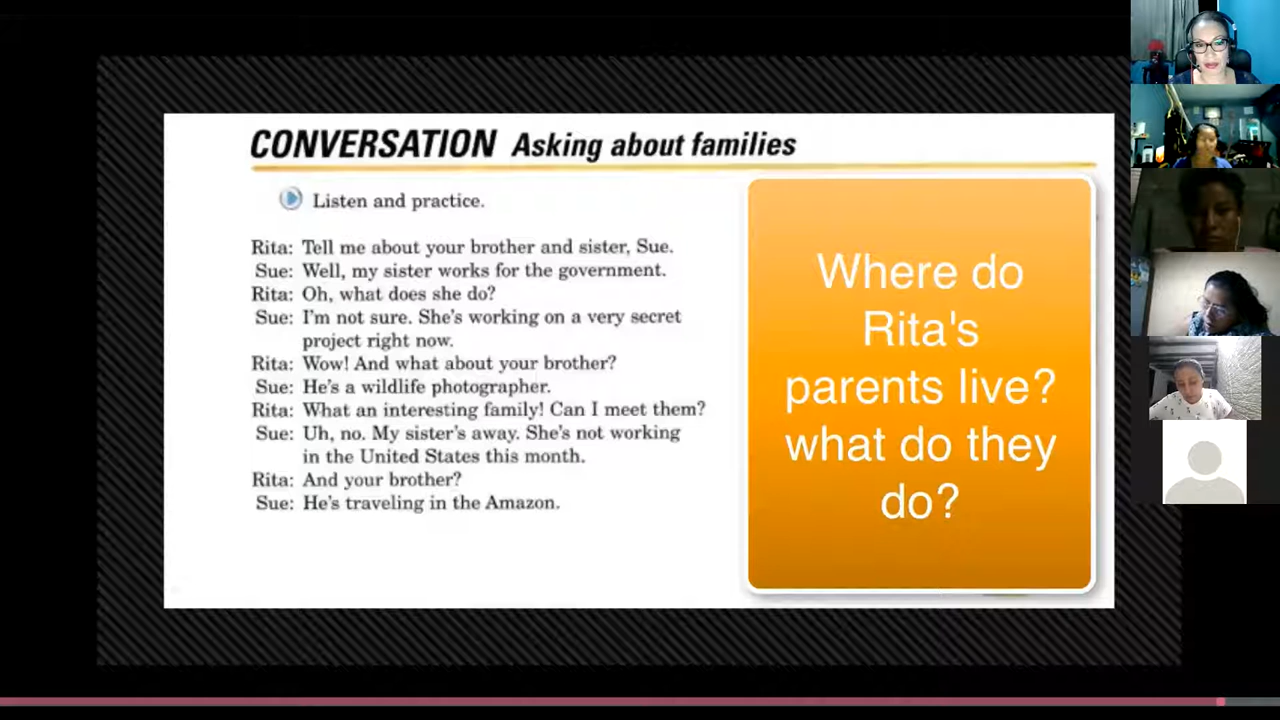 CONVERSATION Asking about families
Listen and practice.
Rita: Tell me about your brother and sister, Sue.
Sue: Well, my sister works for the government.
Rita: Oh, what does she do?
Sue: I'm not sure. She's working on a very secret
project right now.
Rita: Wow! And what about your brother?
Sue: He's a wildlife photographer.
Rita: What an interesting family! Can I meet them?
Sue: Uh, no. My sister's away. She's not working
in the United States this month.
Rita: And your brother?
Sue: He's traveling in the Amazon.
Where do
Rita's
parents live?
what do they
do?